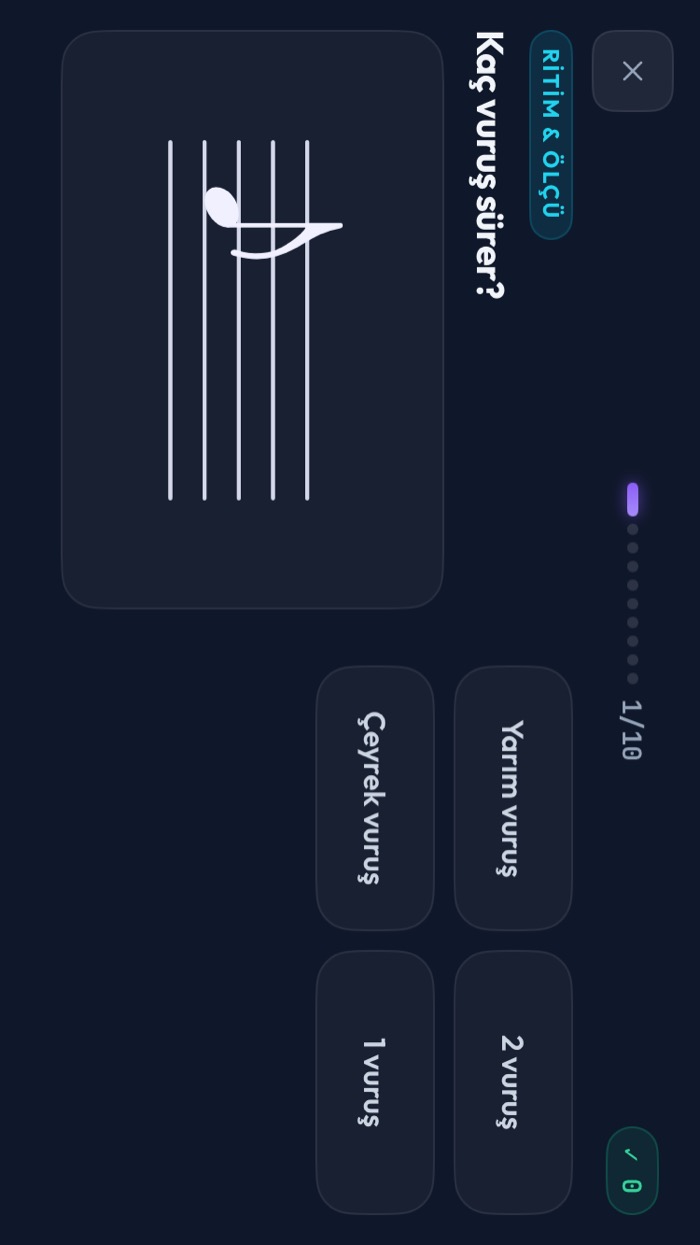 1/10
✓ 0
RİTİM & ÖLÇÜ
Kaç vuruş sürer?
Yarım vuruş
2 vuruş
Çeyrek vuruş
1 vuruş